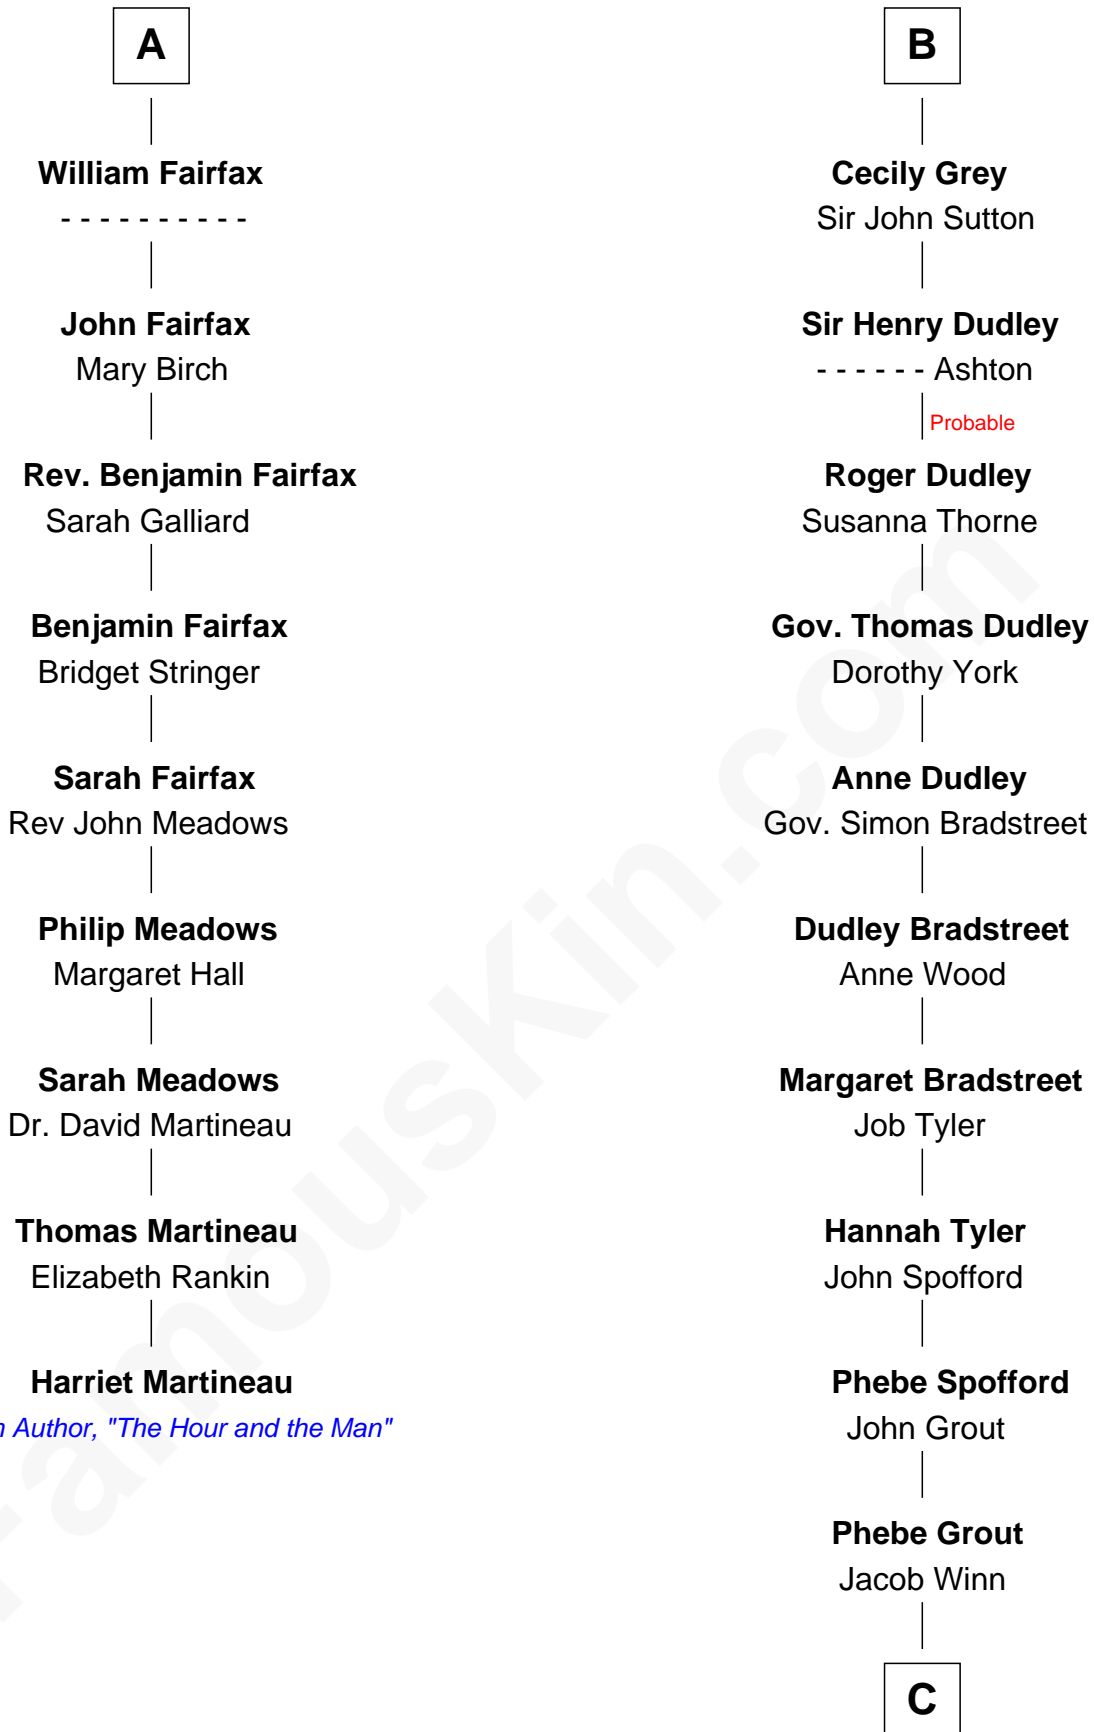 A
William Fairfax
- - - - - - - - - -
John Fairfax
Mary Birch
Rev. Benjamin Fairfax
Sarah Galliard
Benjamin Fairfax
Bridget Stringer
Sarah Fairfax
Rev John Meadows
Philip Meadows
Margaret Hall
Sarah Meadows
Dr. David Martineau
Thomas Martineau
Elizabeth Rankin
Harriet Martineau
Author, "The Hour and the Man"
B
Cecily Grey
Sir John Sutton
Sir Henry Dudley
- - - - - - Ashton
Probable
Roger Dudley
Susanna Thorne
Gov. Thomas Dudley
Dorothy York
Anne Dudley
Gov. Simon Bradstreet
Dudley Bradstreet
Anne Wood
Margaret Bradstreet
Job Tyler
Hannah Tyler
John Spofford
Phebe Spofford
John Grout
Phebe Grout
Jacob Winn
C
FamousKin.com